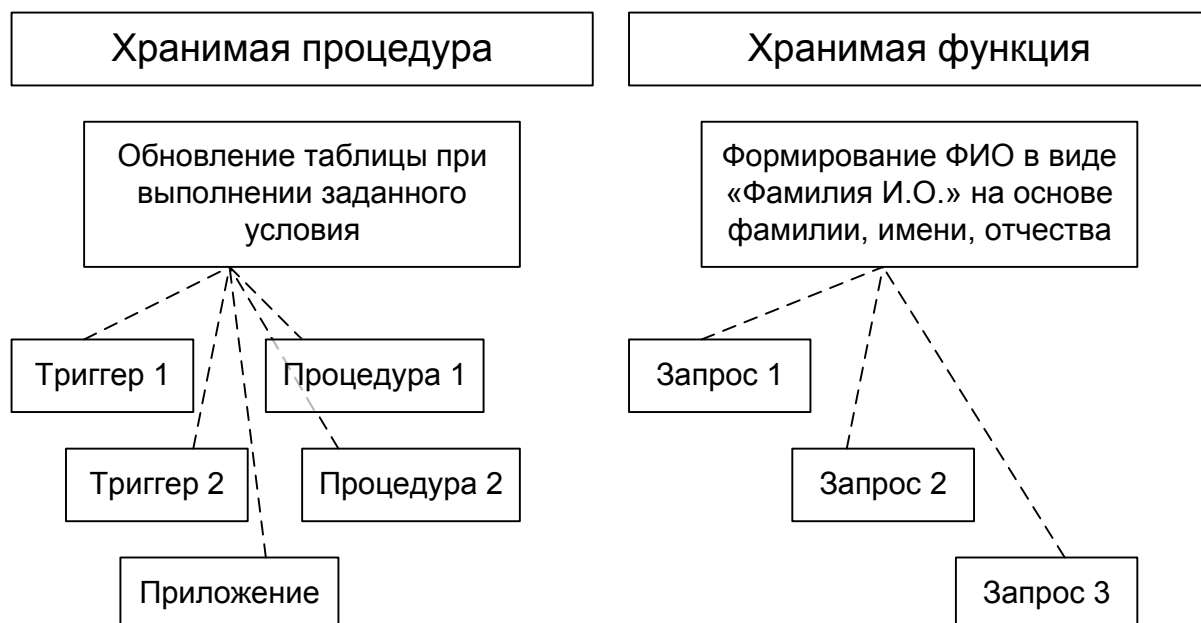 Хранимая процедура
Обновление таблицы при
выполнении заданного
условия
Триггер 1
Процедура 1
Триггер 2
Процедура 2
Приложение
Хранимая функция
Формирование ФИО в виде
«Фамилия И.О.» на основе
фамилии, имени, отчества
Запрос 1
Запрос 2
Запрос 3